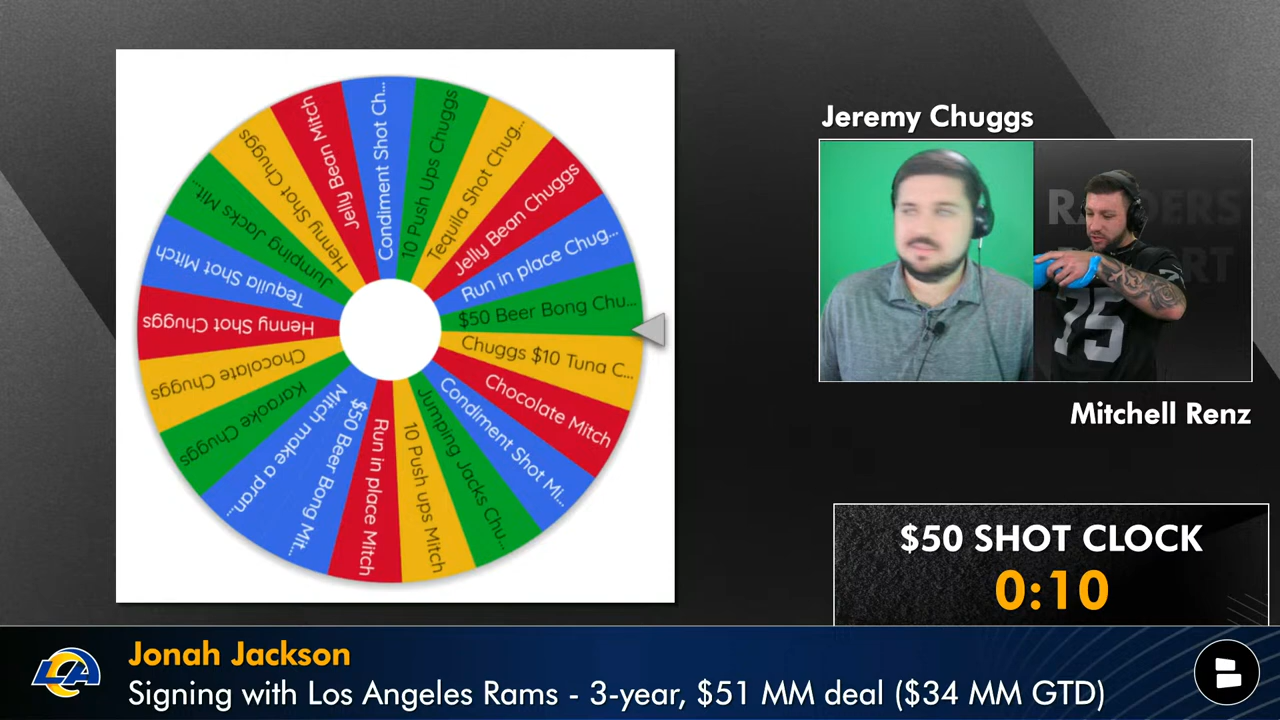 Condiment Shot Ch...
10 Push Ups Chuggs
Tequila Shot Chug...
Jelly Bean Chuggs
Run in place Chug...
$50 Beer Bong Chu...
Chuggs $10 Tuna C...
Chocolate Mitch
Condiment Shot MI...
Jumping Jacks Chu...
10 Push ups Mitch
Run in place Mitch
$50 Beer Bong Mit...
Mitch make a pran...
Karaoke Chuggs
Chocolate Chuggs
Henny Shot Chuggs
Tequila Shot Mitch
Jumping Jacks Mit...
Henny Shot Chuggs
Jelly Bean Mitch
Jeremy Chuggs
75
Mitchell Renz
$50 SHOT CLOCK
0:10
LA
Jonah Jackson
Signing with Los Angeles Rams - 3-year, $51 MM deal ($34 MM GTD)